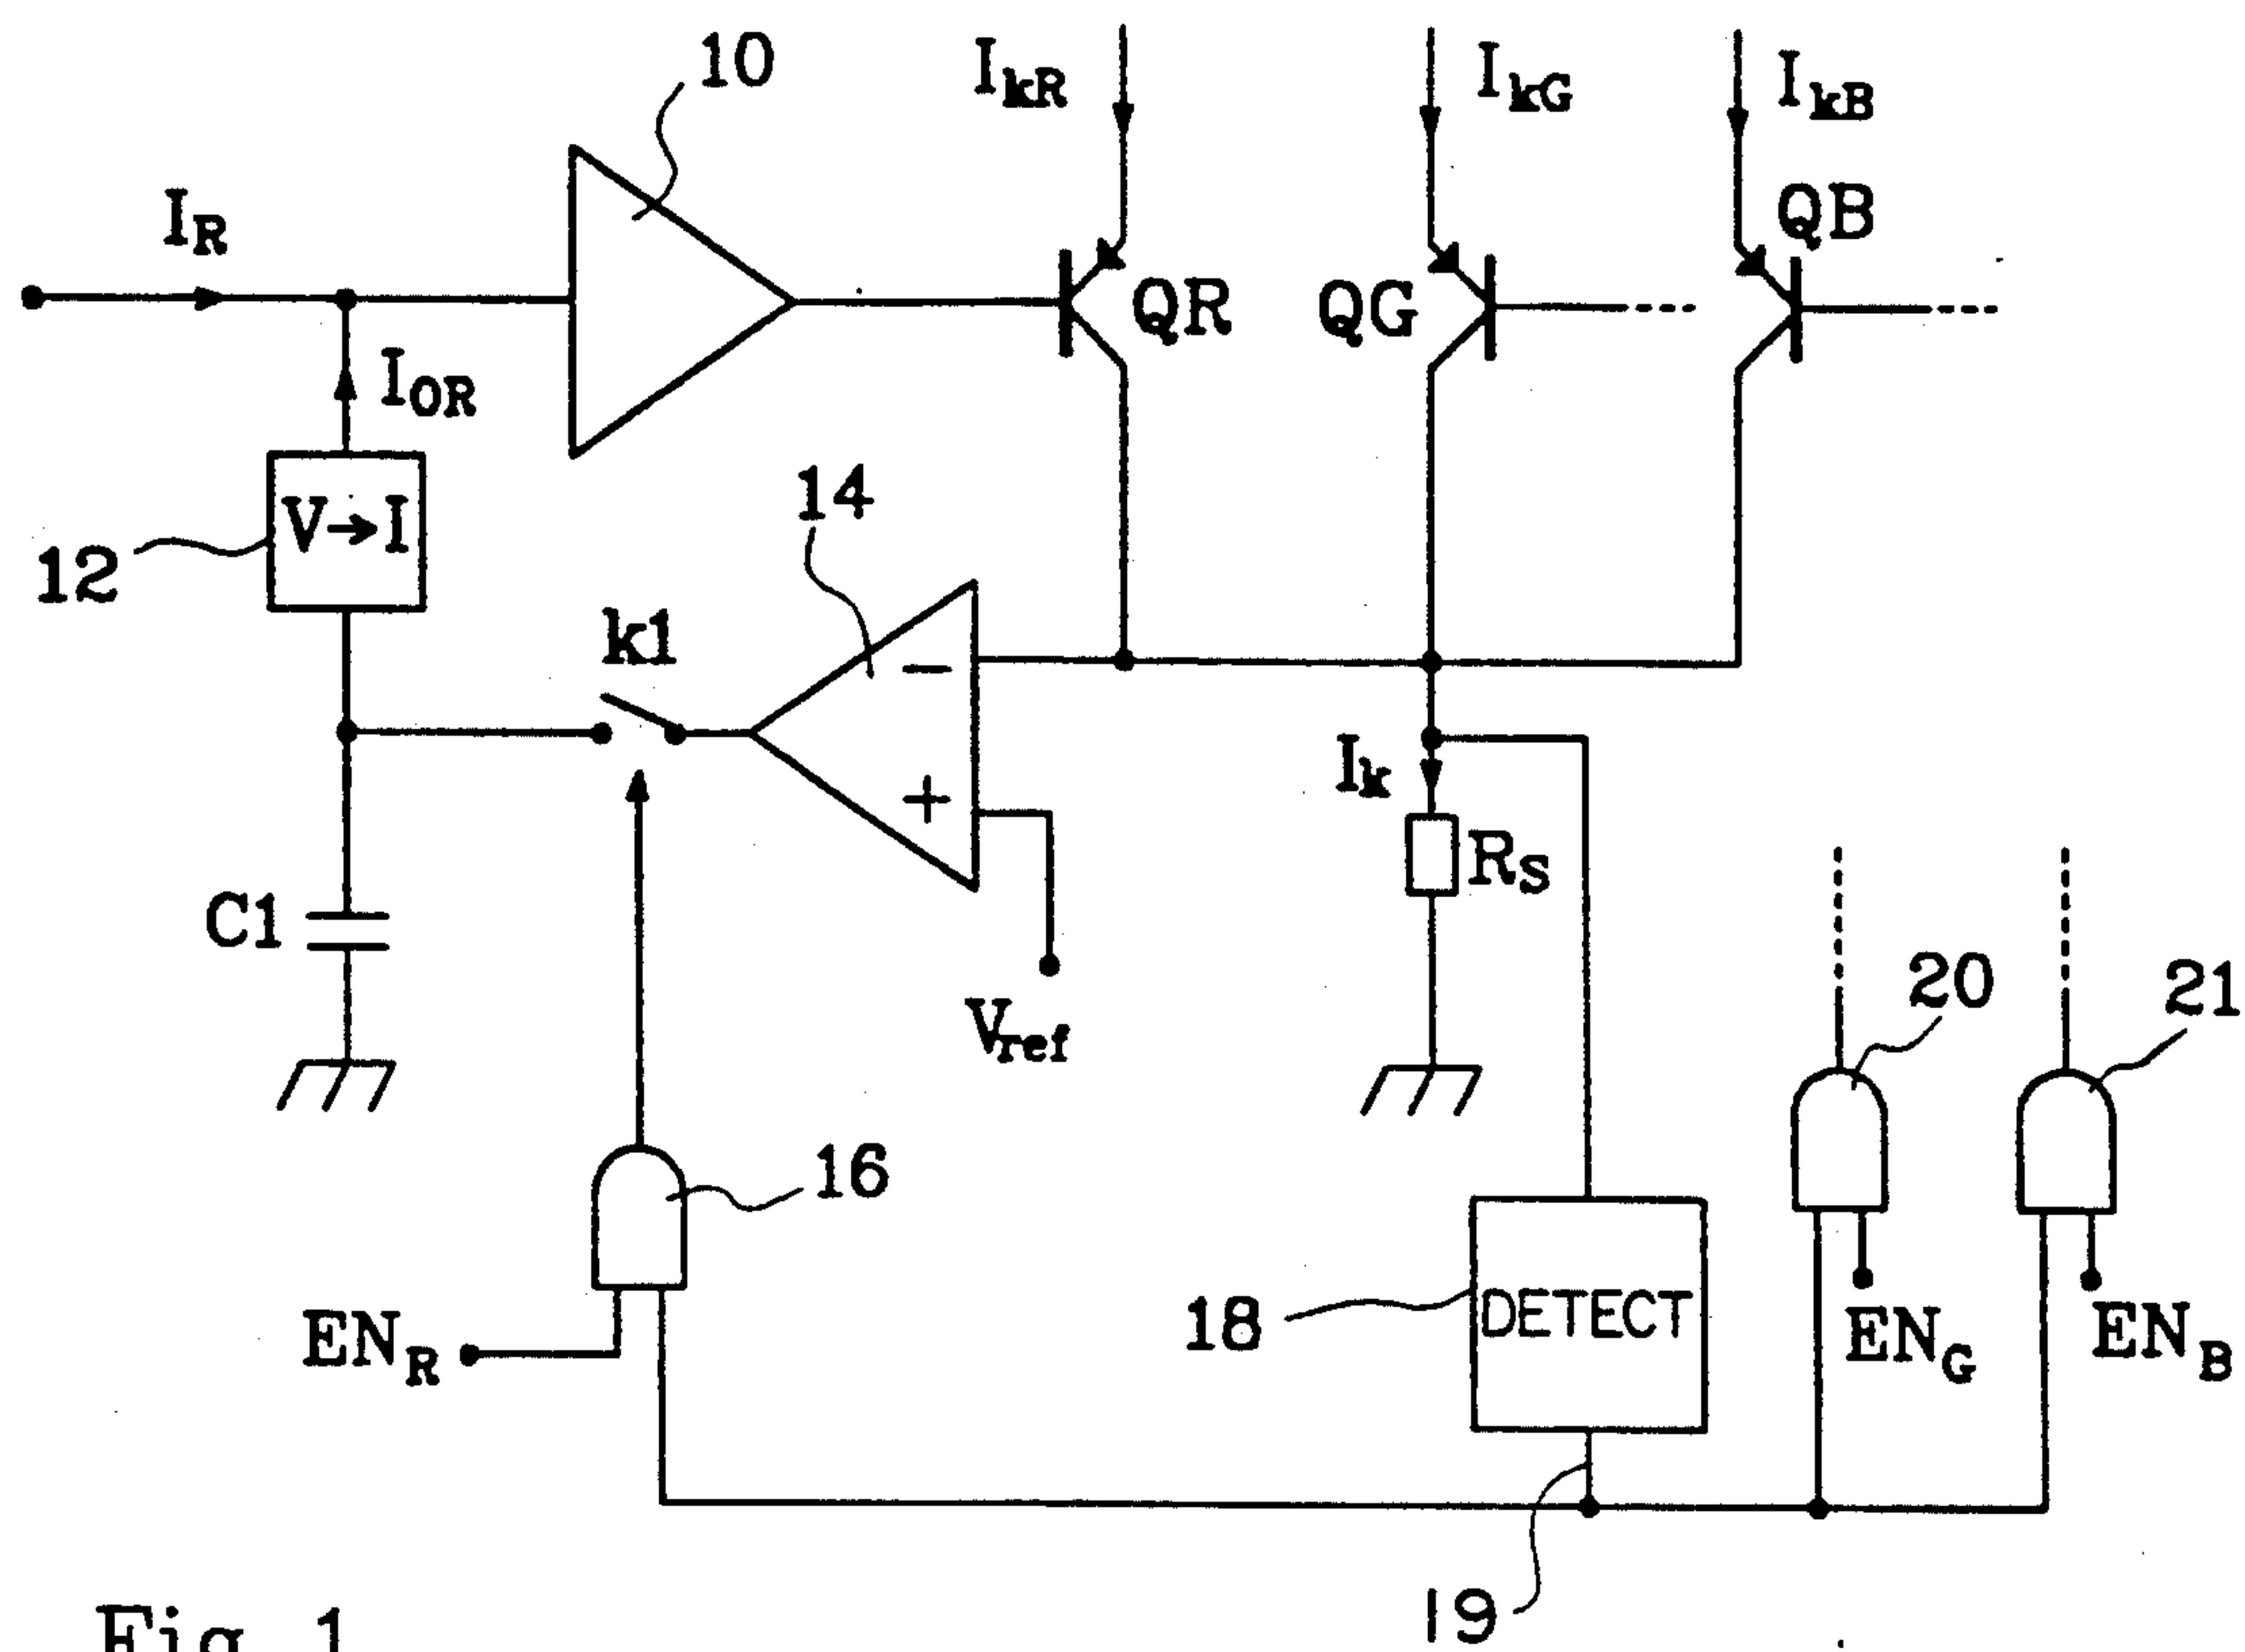 10
IkR
IkG
IkB
IR
QB
QR
QG
IOR
V→I
14
12
k1
−
+
Ik
RS
C1
Vref
20
21
16
18
DETECT
ENR
ENG
ENB
19
Fig. 1